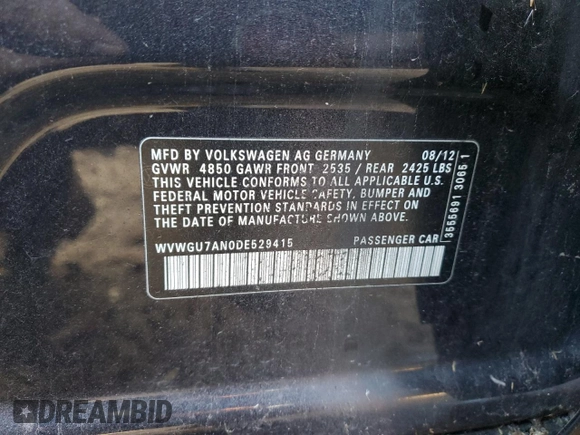 MFD BY VOLKSWAGEN AG GERMANY 08/12
GVWR 4850 GAWR FRONT 2535 / REAR 2425 LBS
THIS VEHICLE CONFORMS TO ALL APPLICABLE U.S.
FEDERAL MOTOR VEHICLE SAFETY, BUMPER AND
THEFT PREVENTION STANDARDS IN EFFECT ON
THE DATE OF MANUFACTURE SHOWN ABOVE.
WVWGU7AN0DE529415 PASSENGER CAR
3555691 3065 1
DREAMBID